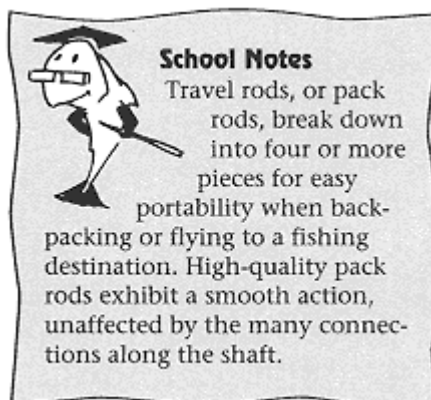 School Notes
Travel rods, or pack
rods, break down
into four or more
pieces for easy
portability when back-
packing or flying to a fishing
destination. High-quality pack
rods exhibit a smooth action,
unaffected by the many connec-
tions along the shaft.